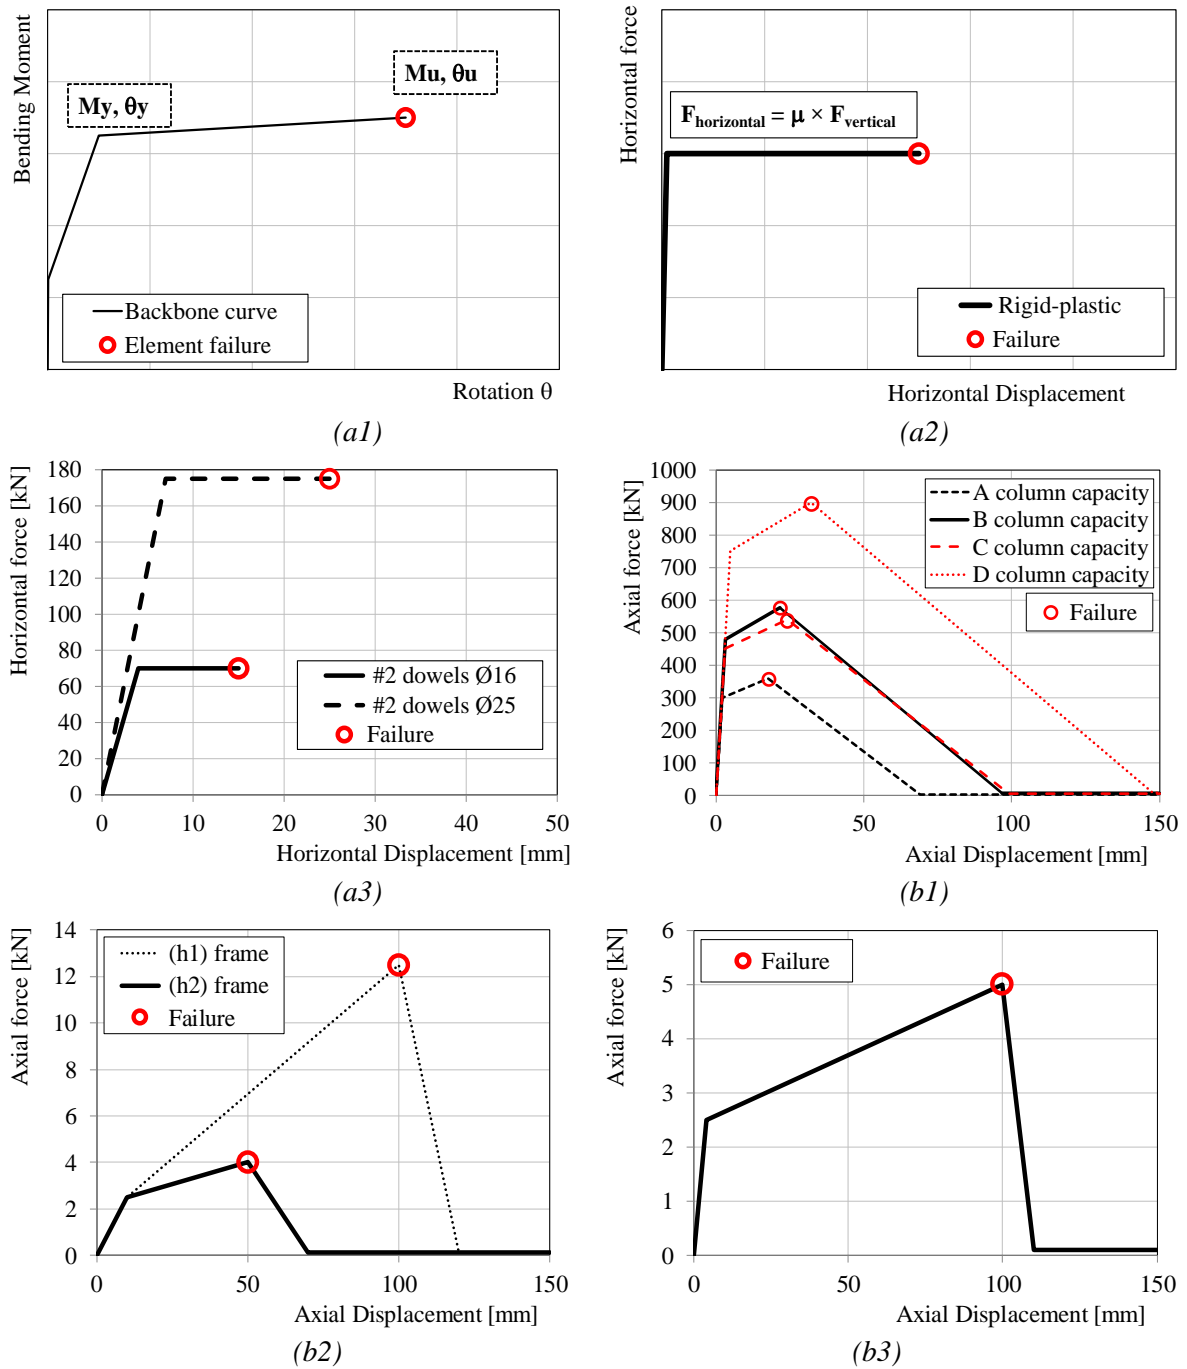 Bending Moment
My, θy
Mu, θu
Backbone curve
Element failure
Rotation θ
(a1)
Horizontal force
F_horizontal = μ × F_vertical
Rigid-plastic
Failure
Horizontal Displacement
(a2)
Horizontal force [kN]
180
160
140
120
100
80
60
40
20
0
#2 dowels Ø16
#2 dowels Ø25
Failure
0 10 20 30 40 50
Horizontal Displacement [mm]
(a3)
Axial force [kN]
1000
900
800
700
600
500
400
300
200
100
0
A column capacity
B column capacity
C column capacity
D column capacity
Failure
0 50 100 150
Axial Displacement [mm]
(b1)
Axial force [kN]
14
12
10
8
6
4
2
0
(h1) frame
(h2) frame
Failure
0 50 100 150
Axial Displacement [mm]
(b2)
Axial force [kN]
6
5
4
3
2
1
0
Failure
0 50 100 150
Axial Displacement [mm]
(b3)